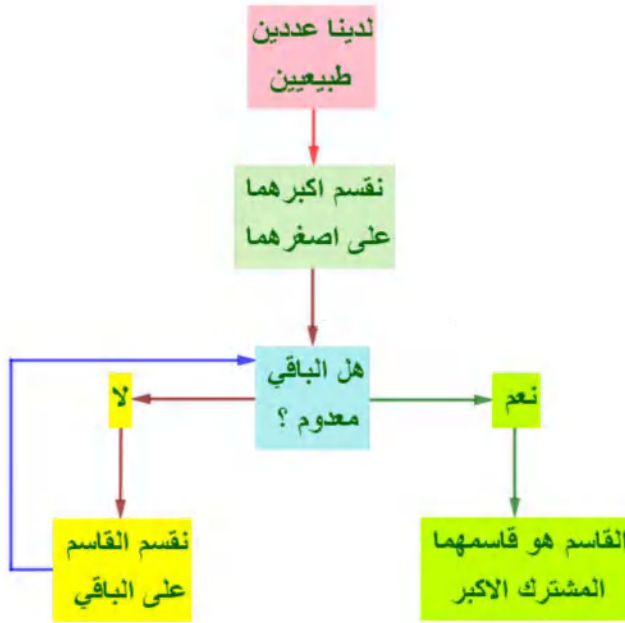 لدينا عددين
طبيعيين
نقسم اكبرهما
على اصغرهما
هل الباقي
معدوم ؟
نعم
لا
القاسم هو قاسمهما
المشترك الاكبر
نقسم القاسم
على الباقي